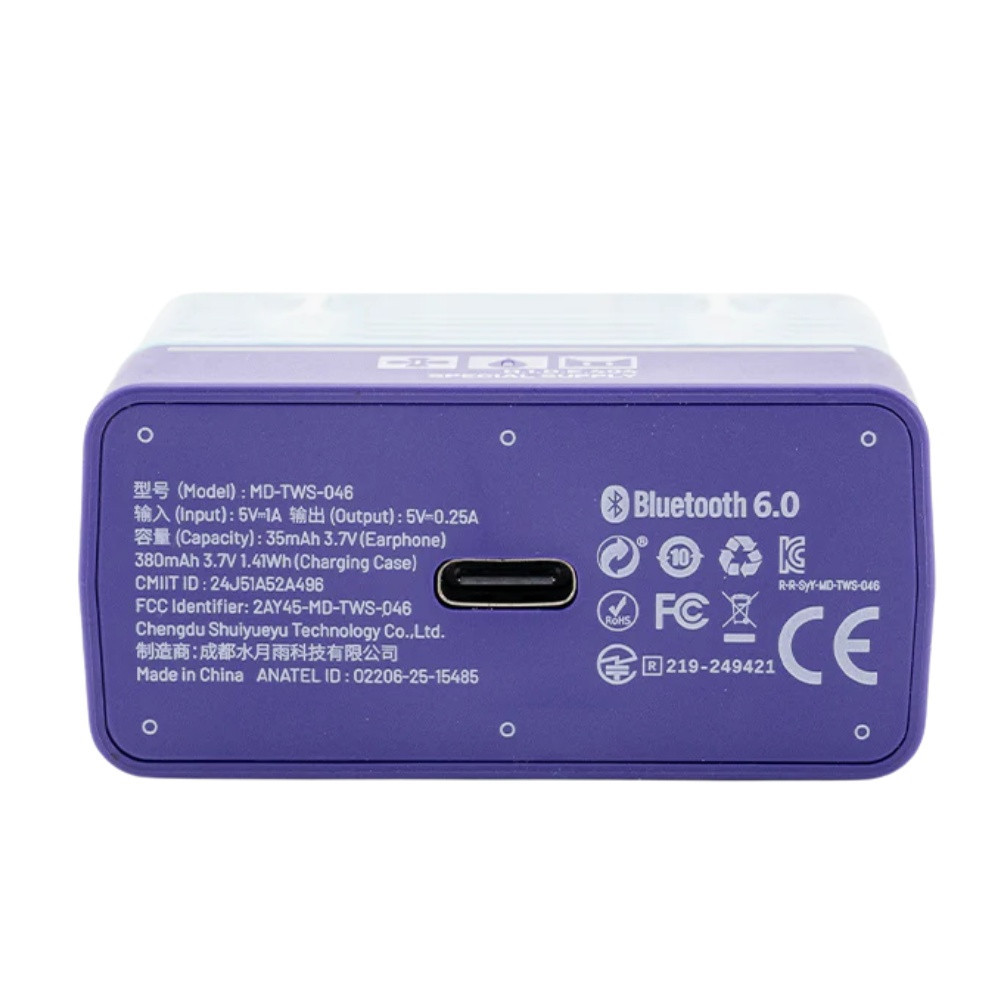 SPECIAL SUPPLY
型号 (Model) : MD-TWS-046
输入 (Input) : 5V⎓1A 输出 (Output) : 5V⎓0.25A
容量 (Capacity) : 35mAh 3.7V (Earphone)
380mAh 3.7V 1.41Wh (Charging Case)
CMIIT ID : 24J51A52A496
FCC Identifier: 2AY45-MD-TWS-046
Chengdu Shuiyueyu Technology Co.,Ltd.
制造商: 成都水月雨科技有限公司
Made in China ANATEL ID : 02206-25-15485
Bluetooth 6.0
® 10
R-R-SyY-MD-TWS-046
RoHS FC CE
R 219-249421